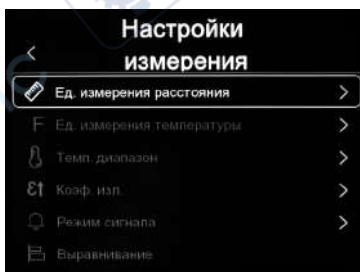 Настройки
измерения
Ед. измерения расстояния
F Ед. измерения температуры
Темп. диапазон
Ɛ† Коэф. изл.
Режим сигнала
Выравнивание